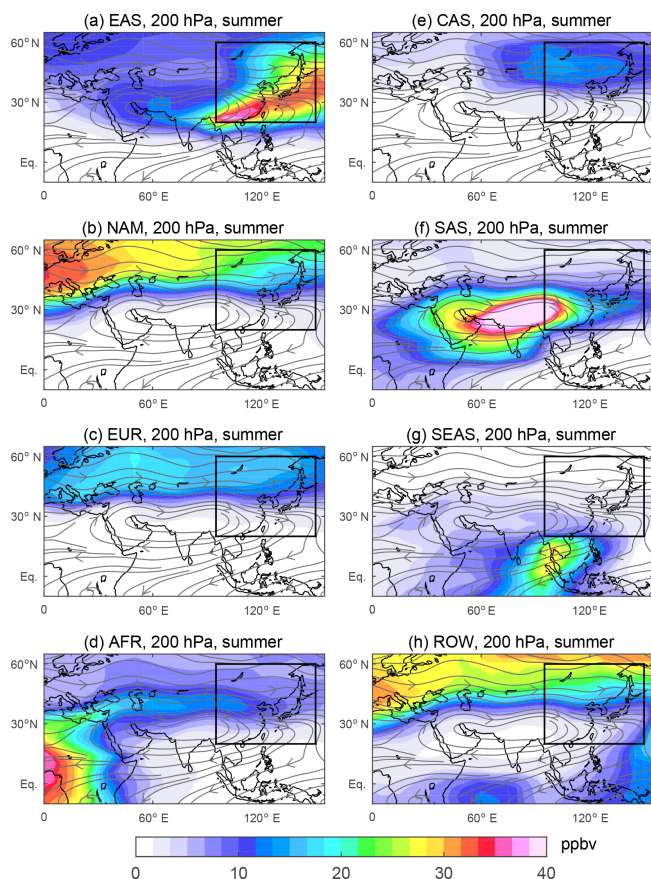 (a) EAS, 200 hPa, summer
60° N
30° N
Eq.
0 60° E 120° E
(b) NAM, 200 hPa, summer
60° N
30° N
Eq.
0 60° E 120° E
(c) EUR, 200 hPa, summer
60° N
30° N
Eq.
0 60° E 120° E
(d) AFR, 200 hPa, summer
60° N
30° N
Eq.
0 60° E 120° E
(e) CAS, 200 hPa, summer
60° N
30° N
Eq.
0 60° E 120° E
(f) SAS, 200 hPa, summer
60° N
30° N
Eq.
0 60° E 120° E
(g) SEAS, 200 hPa, summer
60° N
30° N
Eq.
0 60° E 120° E
(h) ROW, 200 hPa, summer
60° N
30° N
Eq.
0 60° E 120° E
ppbv
0 10 20 30 40